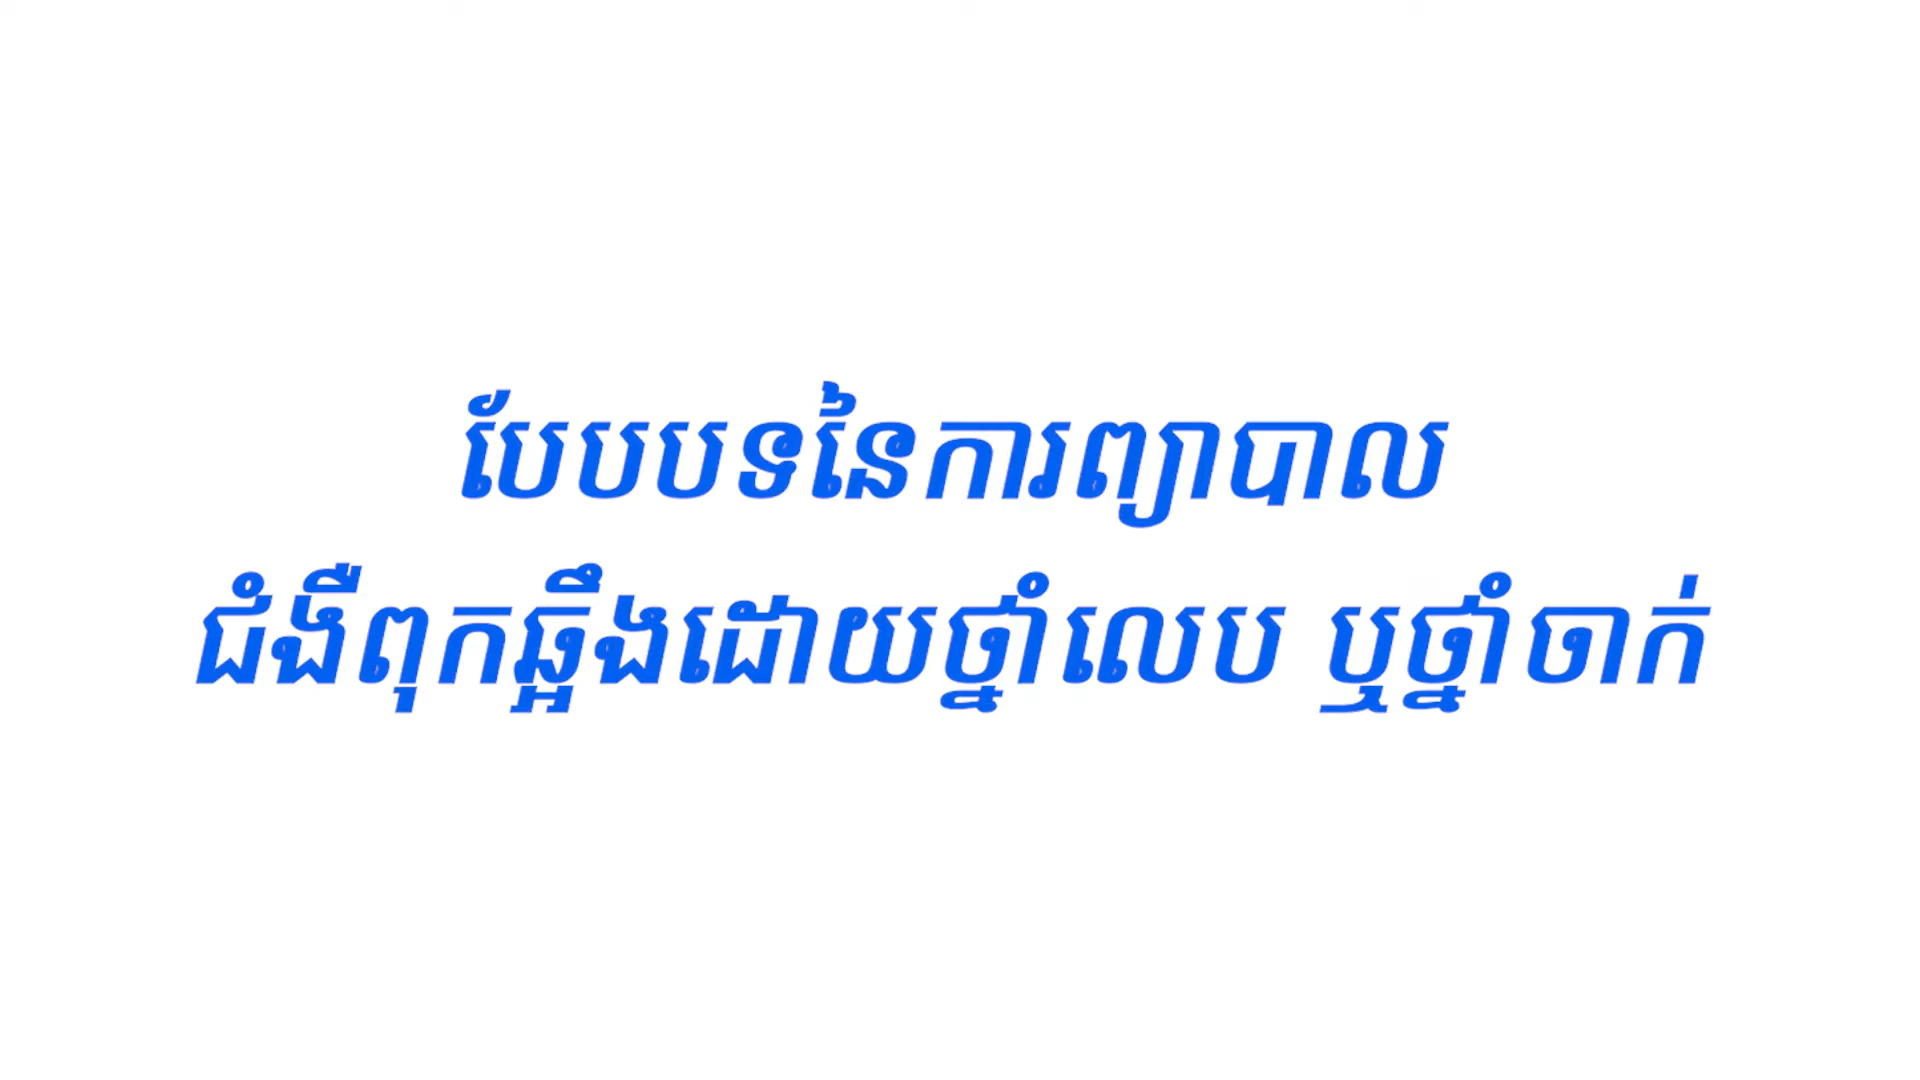 បែបបទនៃការព្យាបាល
ជំងឺពុកឆ្អឹងដោយថ្នាំលេប ឬថ្នាំចាក់